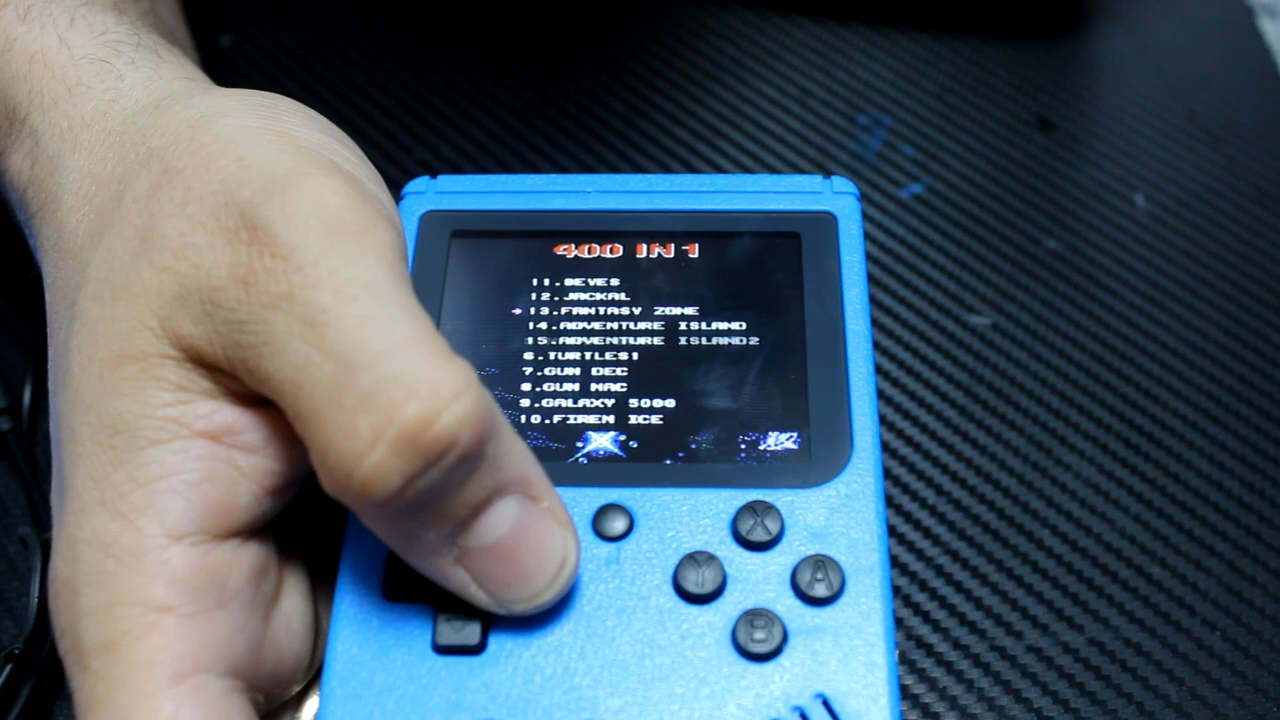 400 IN 1
11.8EYES
12.JACKAL
13.FANTASY ZONE
14.ADVENTURE ISLAND
15.ADVENTURE ISLAND2
6.TURTLES1
7.GUN DEC
8.GUN NAC
9.GALAXY 5000
10.FIREN ICE
X
Y
A
B